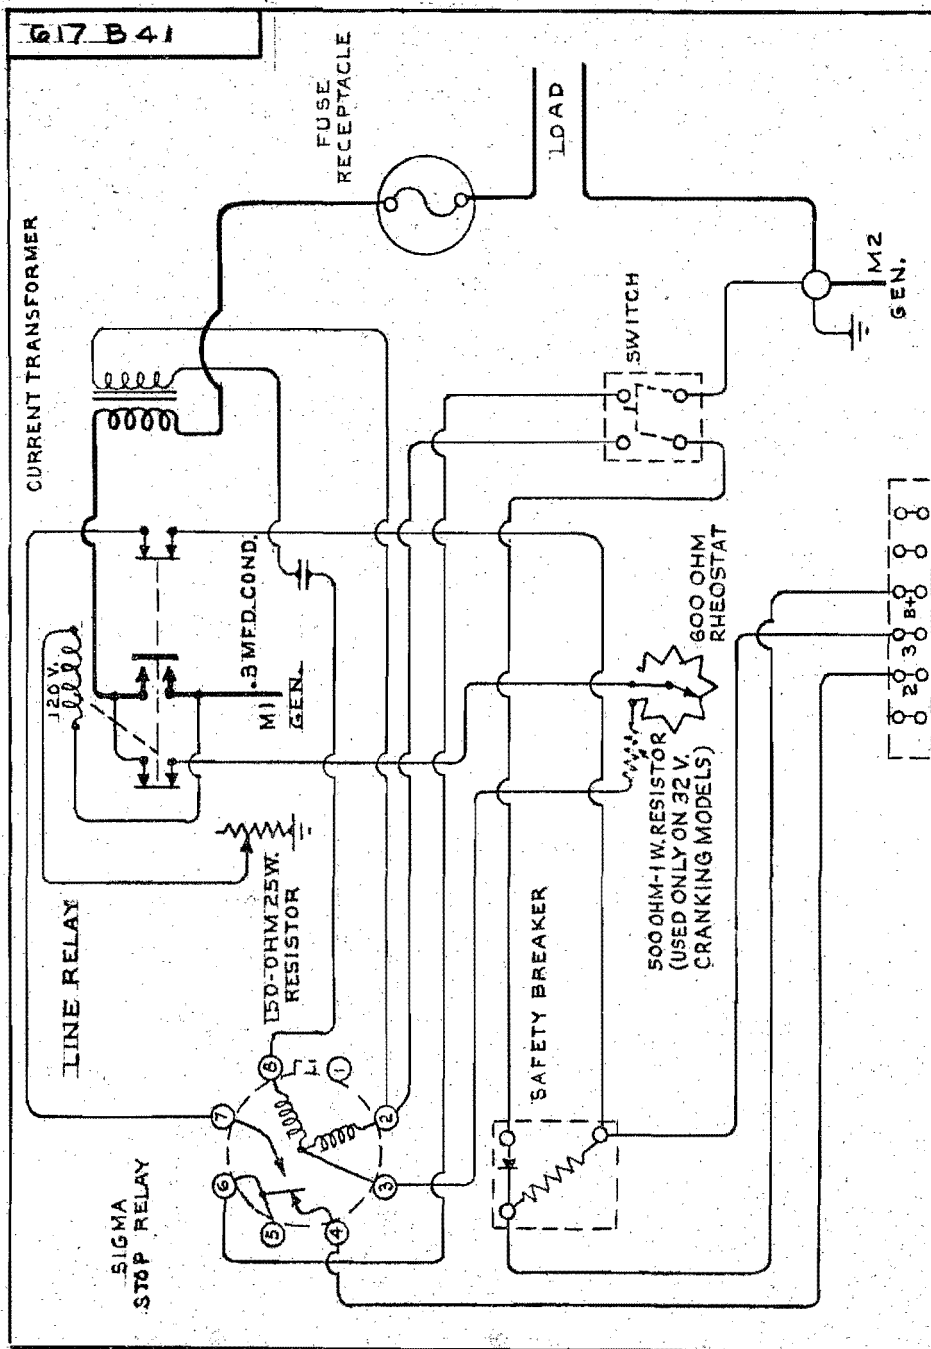 617 B 41
CURRENT TRANSFORMER
FUSE
RECEPTACLE
LOAD
M2
GEN.
SWITCH
120 V.
M1
GEN.
.3 MFD. COND.
600 OHM
RHEOSTAT
500 OHM-1 W. RESISTOR
(USED ONLY ON 32 V.
CRANKING MODELS)
LINE RELAY
150-OHM 25W.
RESISTOR
SAFETY BREAKER
SIGMA
STOP RELAY
1
2
3
4
5
6
7
8
2
3
B+